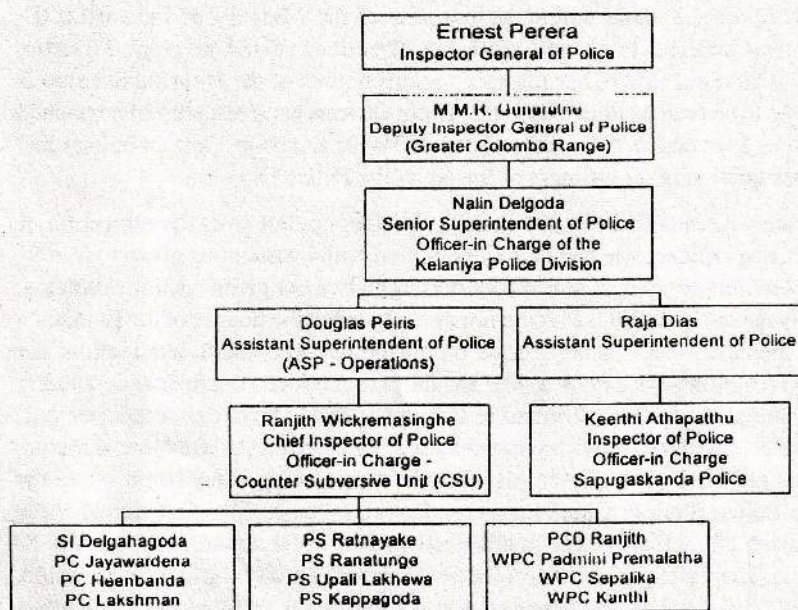 Ernest Perera
Inspector General of Police
M.M.R. Gunaratne
Deputy Inspector General of Police
(Greater Colombo Range)
Nalin Delgoda
Senior Superintendent of Police
Officer-in Charge of the
Kelaniya Police Division
Douglas Peiris
Assistant Superintendent of Police
(ASP - Operations)
Raja Dias
Assistant Superintendent of Police
Ranjith Wickremasinghe
Chief Inspector of Police
Officer-in Charge -
Counter Subversive Unit (CSU)
Keerthi Athapatthu
Inspector of Police
Officer-in Charge
Sapugaskanda Police
SI Delgahagoda
PC Jayawardena
PC Heenbanda
PC Lakshman
PS Ratnayake
PS Ranatunge
PS Upali Lakhewa
PS Kappagoda
PCD Ranjith
WPC Padmini Premalatha
WPC Sepalika
WPC Kanthi